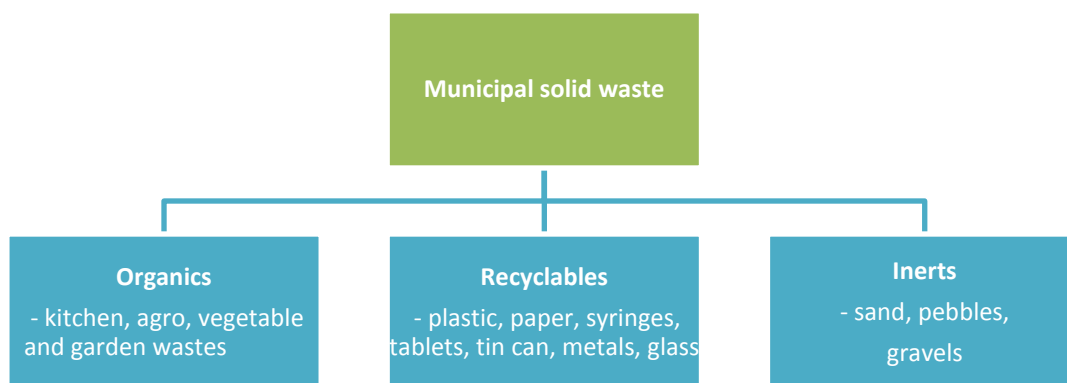 Municipal solid waste
Organics
- kitchen, agro, vegetable
and garden wastes
Recyclables
- plastic, paper, syringes,
tablets, tin can, metals, glass
Inerts
- sand, pebbles,
gravels